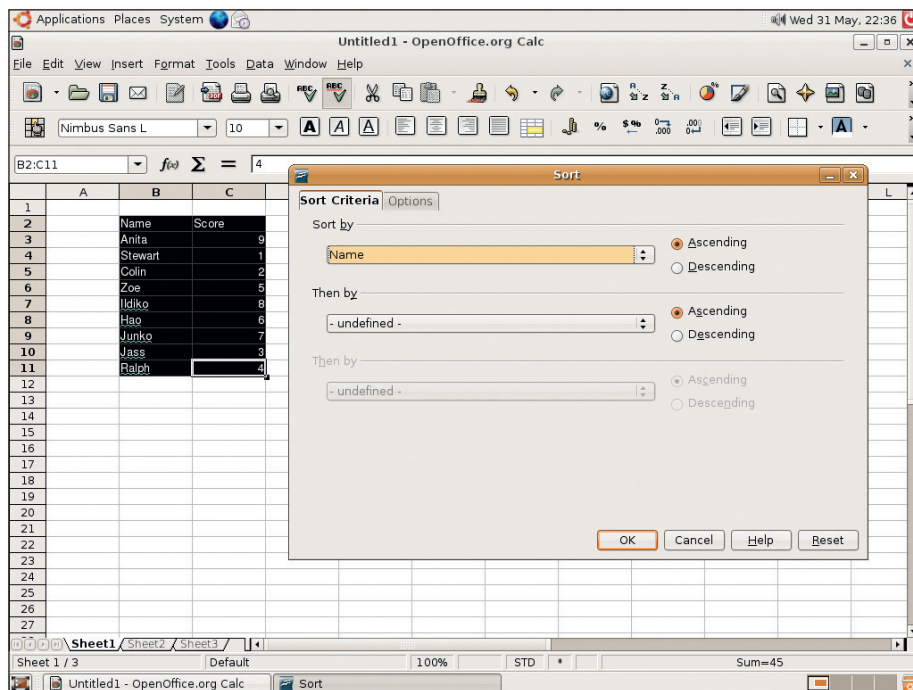 Applications Places System Wed 31 May, 22:36
Untitled1 - OpenOffice.org Calc
File Edit View Insert Format Tools Data Window Help
Nimbus Sans L 10
B2:C11 f(x) Σ = 4
A B C L
Sort
Sort Criteria Options
Sort by
Name
Ascending
Descending
Then by
- undefined -
Ascending
Descending
Then by
- undefined -
Ascending
Descending
OK Cancel Help Reset
1
2 Name Score
3 Anita 9
4 Stewart 1
5 Colin 2
6 Zoe 5
7 Ildiko 8
8 Hao 6
9 Junko 7
10 Jass 3
11 Ralph 4
12
13
14
15
16
17
18
19
20
21
22
23
24
25
26
27
Sheet1 Sheet2 Sheet3
Sheet 1 / 3 Default 100% STD * Sum=45
Untitled1 - OpenOffice.org Calc Sort